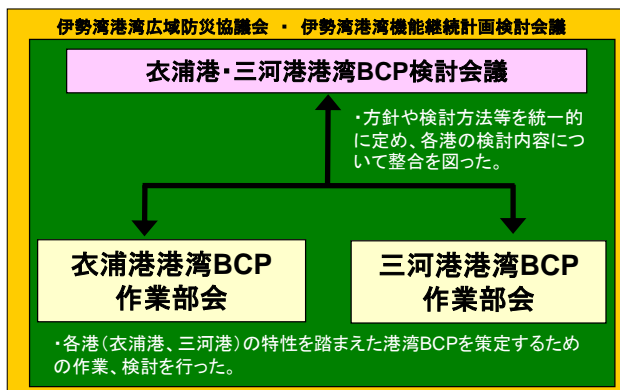 伊勢湾港湾広域防災協議会 ・ 伊勢湾港湾機能継続計画検討会議
衣浦港・三河港港湾BCP検討会議
・方針や検討方法等を統一的
に定め、各港の検討内容につ
いて整合を図った。
衣浦港港湾BCP
作業部会
三河港港湾BCP
作業部会
・各港（衣浦港、三河港）の特性を踏まえた港湾BCPを策定するため
の作業、検討を行った。